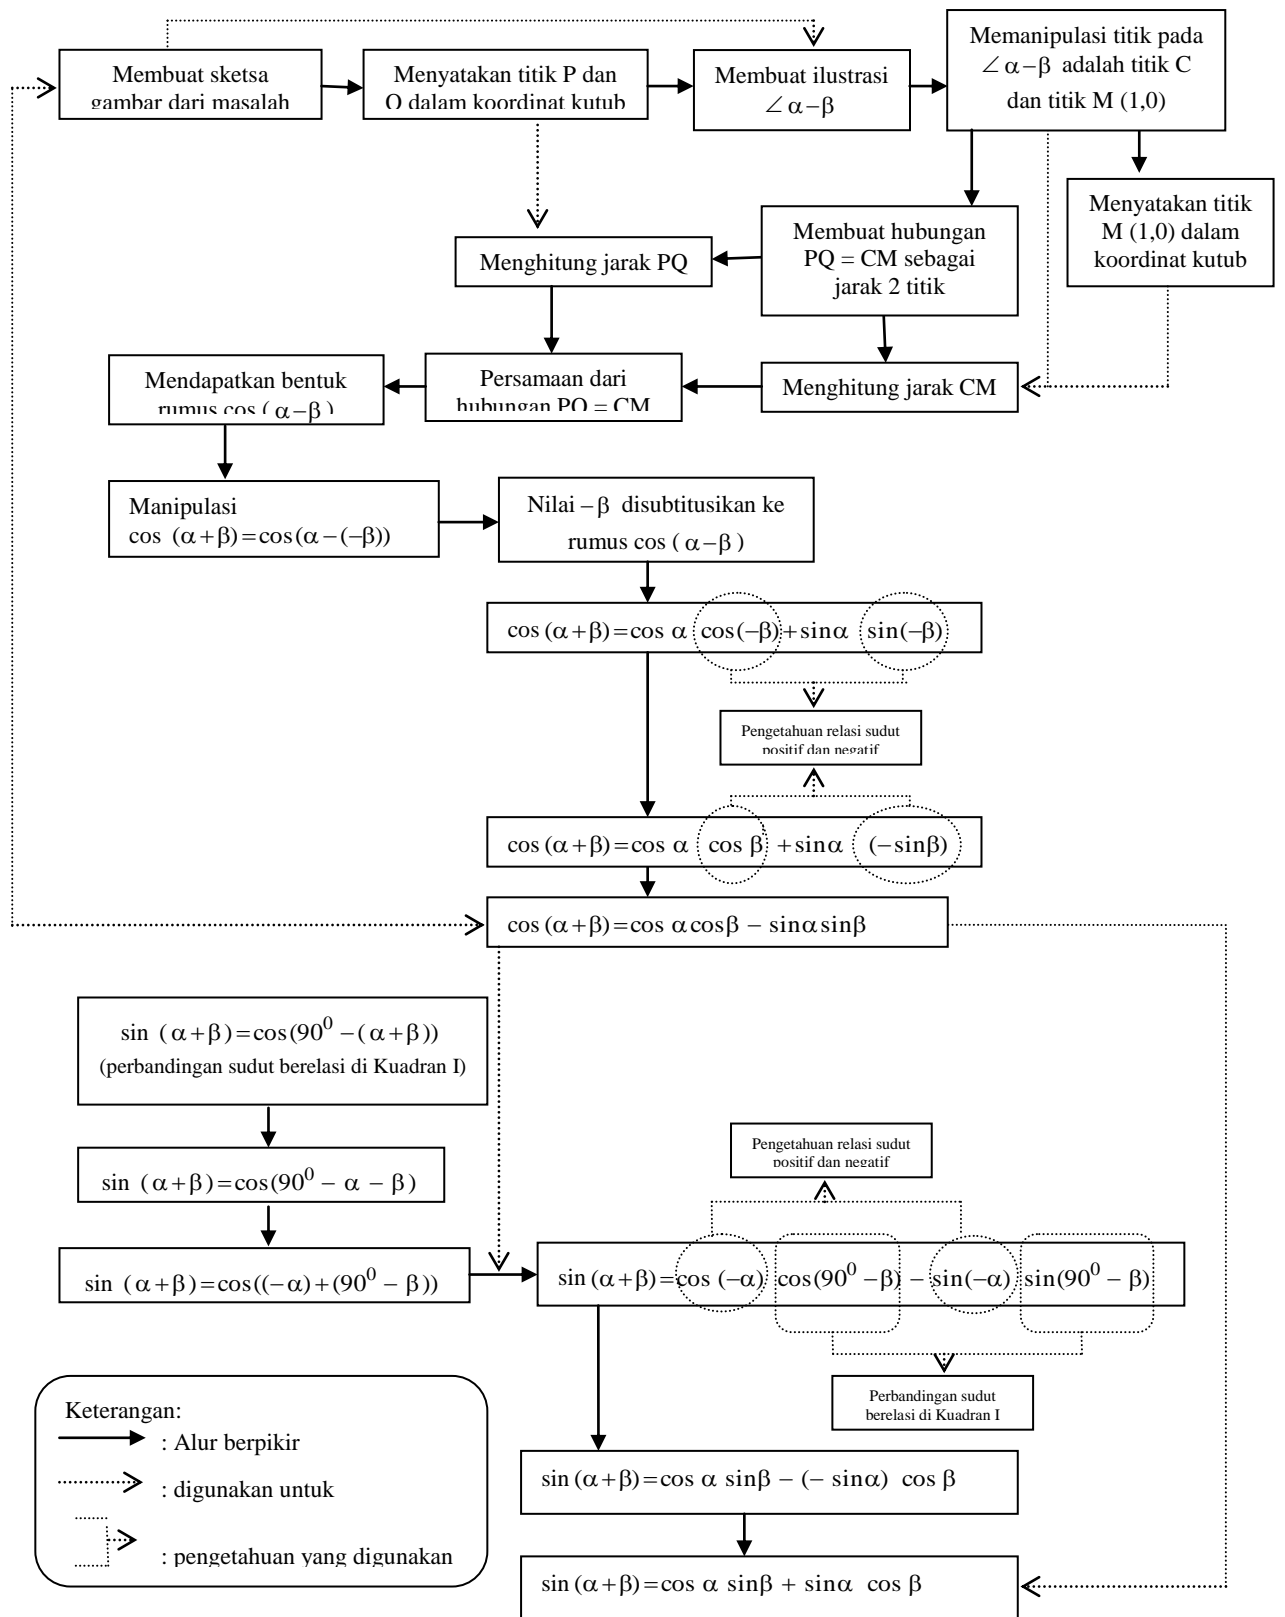 Membuat sketsa
gambar dari masalah
Menyatakan titik P dan
Q dalam koordinat kutub
Membuat ilustrasi
∠ α−β
Memanipulasi titik pada
∠ α−β adalah titik C
dan titik M (1,0)
Menyatakan titik
M (1,0) dalam
koordinat kutub
Membuat hubungan
PQ = CM sebagai
jarak 2 titik
Menghitung jarak PQ
Mendapatkan bentuk
rumus cos ( α−β )
Persamaan dari
hubungan PQ = CM
Menghitung jarak CM
Manipulasi
cos (α+β)=cos(α−(−β))
Nilai −β disubtitusikan ke
rumus cos ( α−β )
cos (α+β)=cos α cos(−β)+sinα sin(−β)
Pengetahuan relasi sudut
positif dan negatif
cos (α+β)=cos α cos β +sinα (−sinβ)
cos (α+β)=cos αcosβ − sinαsinβ
sin (α+β)=cos(90⁰ −(α+β))
(perbandingan sudut berelasi di Kuadran I)
sin (α+β)=cos(90⁰ − α − β)
Pengetahuan relasi sudut
positif dan negatif
sin (α+β)=cos((−α)+(90⁰ − β))
sin (α+β)=cos (−α) cos(90⁰ −β) − sin(−α) sin(90⁰ − β)
Perbandingan sudut
berelasi di Kuadran I
Keterangan:
: Alur berpikir
: digunakan untuk
: pengetahuan yang digunakan
sin (α+β)=cos α sinβ − (− sinα) cos β
sin (α+β)=cos α sinβ + sinα cos β